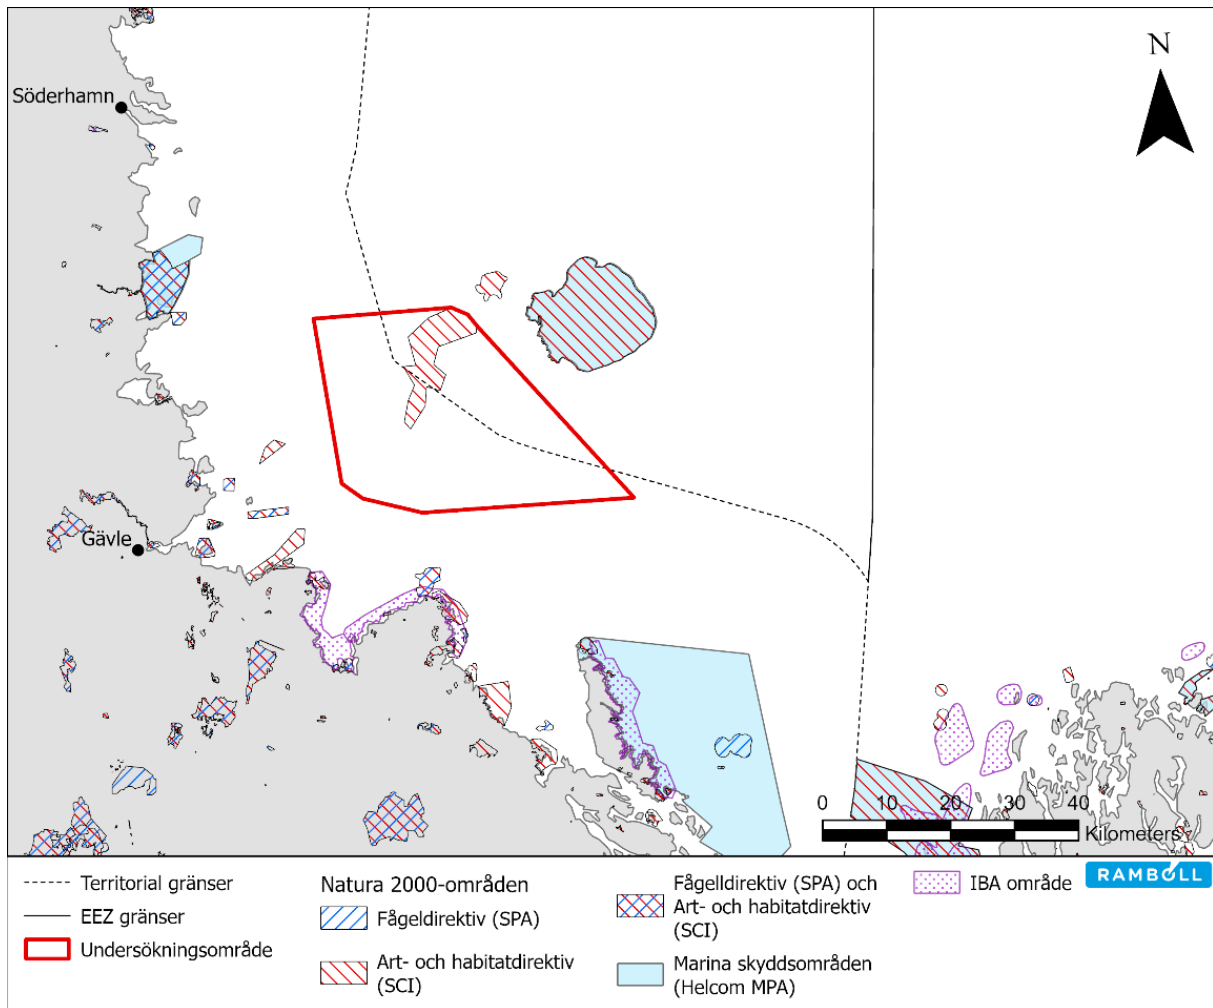 N
Söderhamn
Gävle
0 10 20 30 40
Kilometers
Territorial gränser
EEZ gränser
Undersökningsområde
Natura 2000-områden
Fågeldirektiv (SPA)
Art- och habitatdirektiv
(SCI)
Fågelldirektiv (SPA) och
Art- och habitatdirektiv
(SCI)
Marina skyddsområden
(Helcom MPA)
IBA område
RAMBOLL